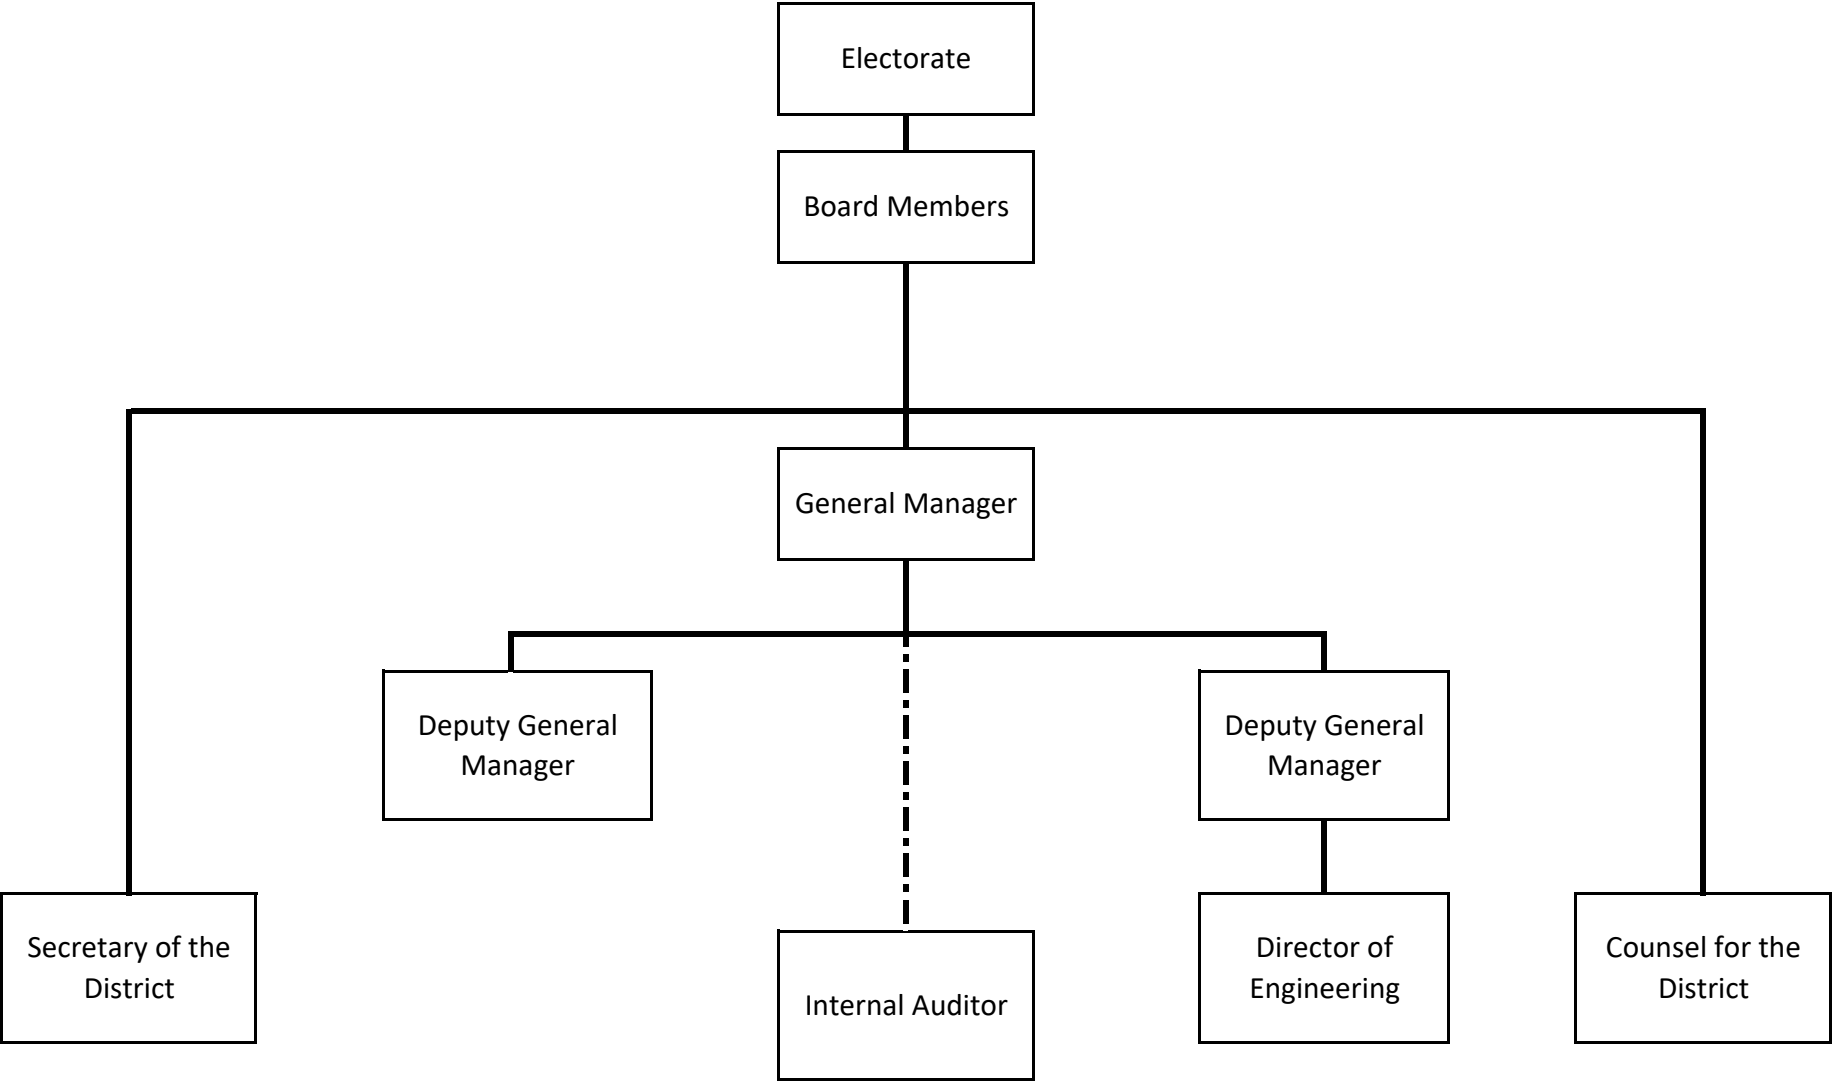 Electorate
Board Members
General Manager
Deputy General
Manager
Deputy General
Manager
Secretary of the
District
Internal Auditor
Director of
Engineering
Counsel for the
District